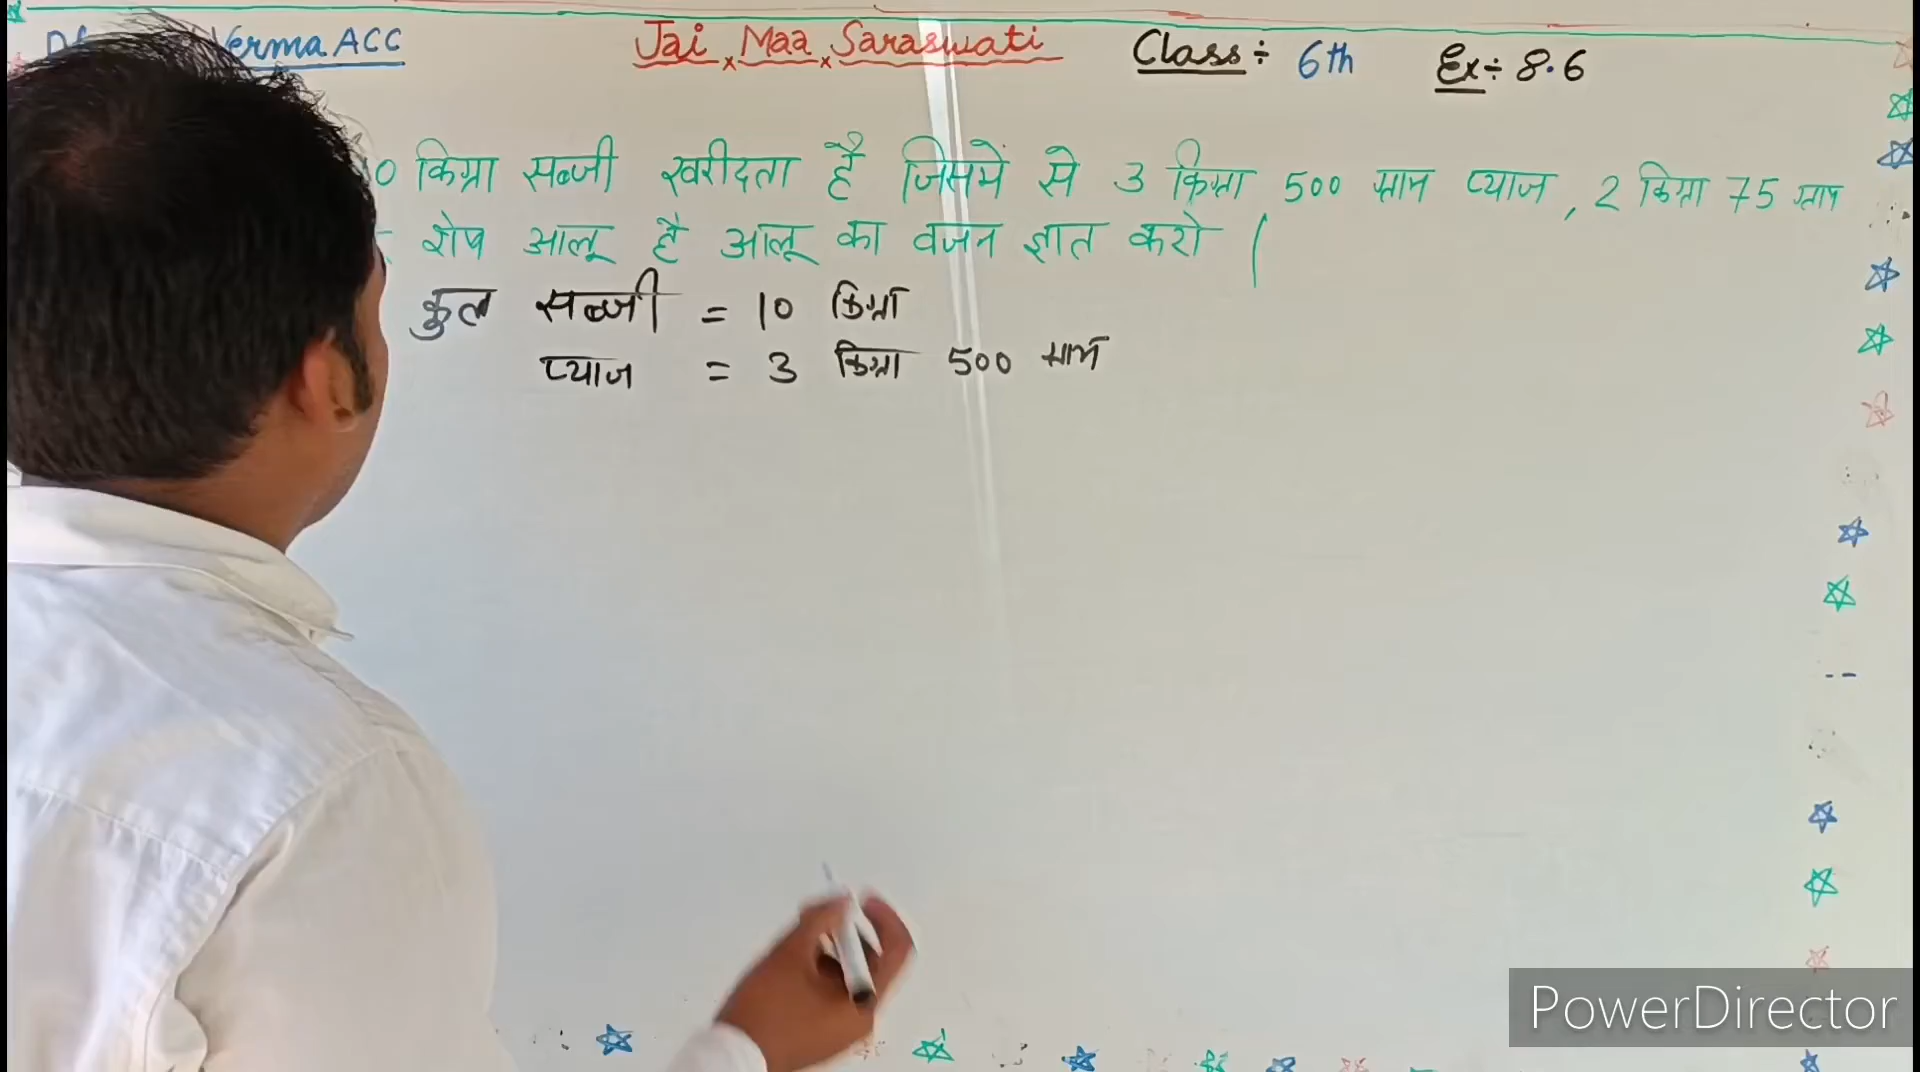 Verma ACC Jai Maa Saraswati Class ÷ 6th Ex ÷ 8.6
0 किग्रा सब्जी खरीदता है जिसमें से 3 किग्रा 500 ग्राम प्याज, 2 किग्रा 75 ग्राम
शेष आलू है आलू का वजन ज्ञात करो |
कुल सब्जी = 10 किग्रा
प्याज = 3 किग्रा 500 ग्राम
PowerDirector